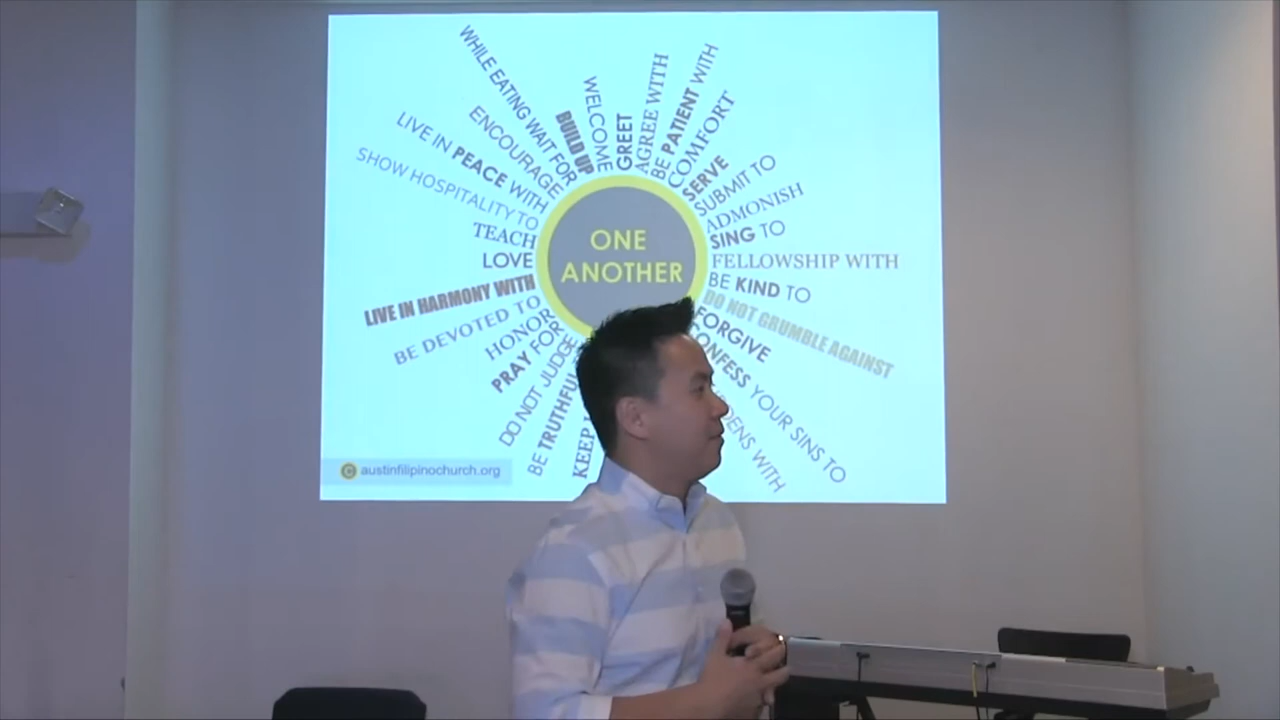 ONE
ANOTHER
WHILE EATING WAIT FOR
BUILD UP
WELCOME
GREET
AGREE WITH
BE PATIENT WITH
COMFORT
SERVE
SUBMIT TO
ADMONISH
SING TO
FELLOWSHIP WITH
BE KIND TO
DO NOT GRUMBLE AGAINST
FORGIVE
CONFESS YOUR SINS TO
WITH
KEEP
BE TRUTHFUL
DO NOT JUDGE
PRAY FOR
HONOR
BE DEVOTED TO
LIVE IN HARMONY WITH
LOVE
TEACH
SHOW HOSPITALITY TO
LIVE IN PEACE WITH
ENCOURAGE
© austinfilipinochurch.org